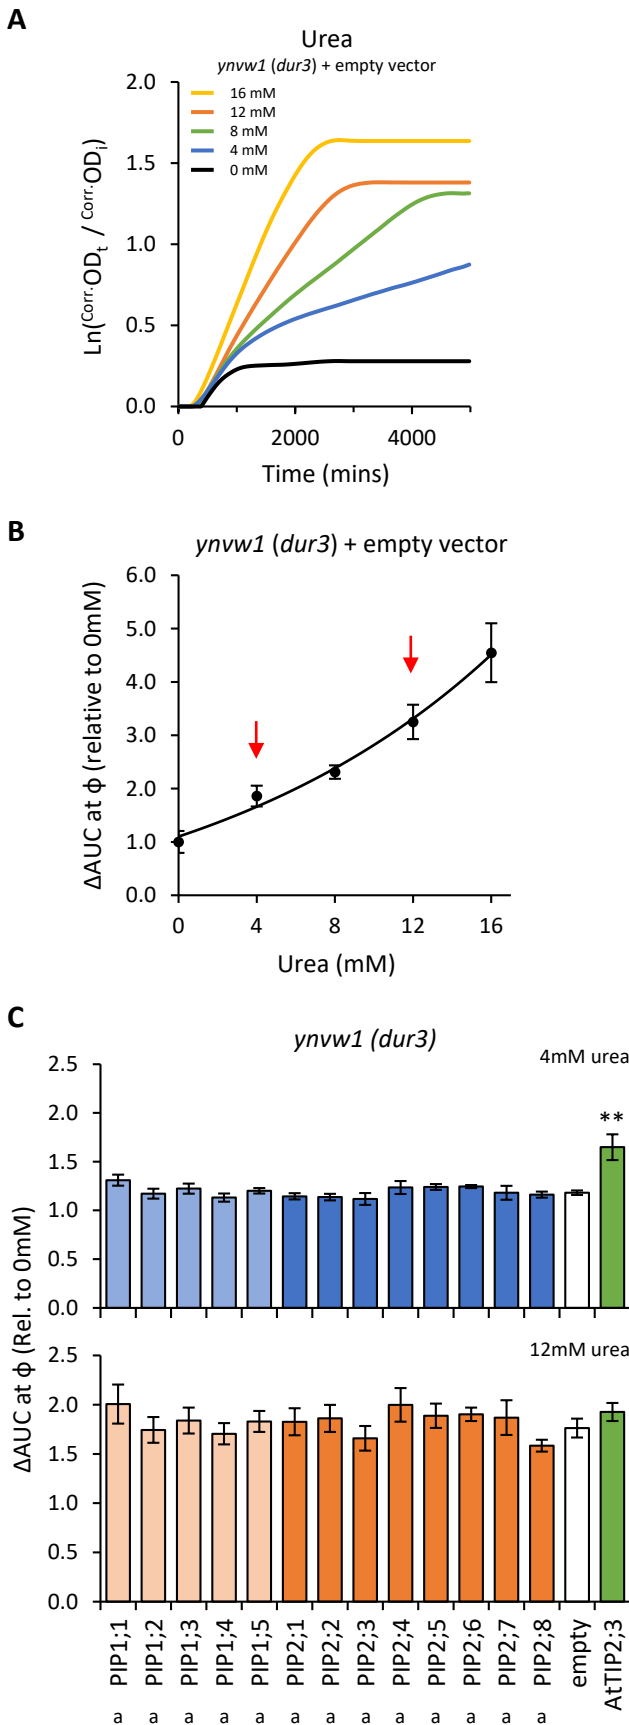 A
Urea
ynvw1 (dur3) + empty vector
2.0
1.5
1.0
0.5
0.0
16 mM
12 mM
8 mM
4 mM
0 mM
Ln(Corr.ODt / Corr.ODi)
0
2000
4000
Time (mins)
B
ynvw1 (dur3) + empty vector
6.0
5.0
4.0
3.0
2.0
1.0
0.0
ΔAUC at ϕ (relative to 0mM)
0
4
8
12
16
Urea (mM)
C
ynvw1 (dur3)
4mM urea
2.5
2.0
1.5
1.0
0.5
0.0
**
ΔAUC at ϕ (Rel. to 0mM)
12mM urea
2.5
2.0
1.5
1.0
0.5
0.0
PIP1;1
PIP1;2
PIP1;3
PIP1;4
PIP1;5
PIP2;1
PIP2;2
PIP2;3
PIP2;4
PIP2;5
PIP2;6
PIP2;7
PIP2;8
empty
AtTIP2;3
a a a a a a a a a a a a a